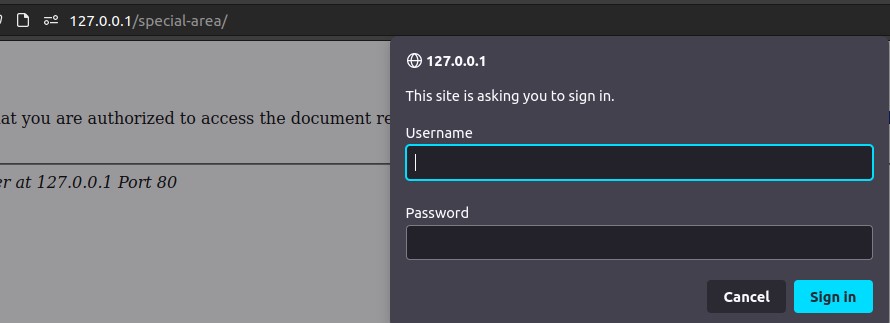 127.0.0.1/special-area/
127.0.0.1
This site is asking you to sign in.
at you are authorized to access the document re
Username
er at 127.0.0.1 Port 80
Password
Cancel
Sign in